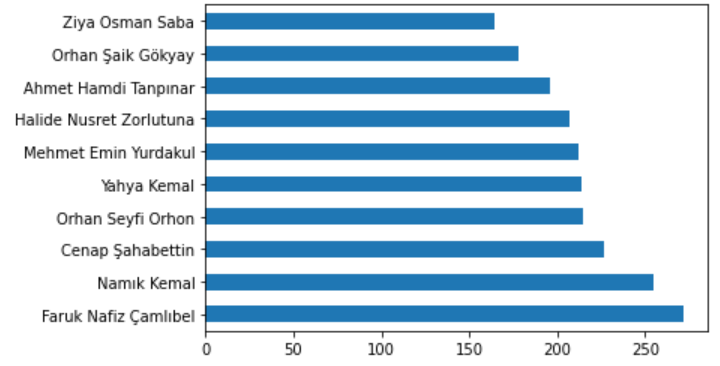 Ziya Osman Saba
Orhan Şaik Gökyay
Ahmet Hamdi Tanpınar
Halide Nusret Zorlutuna
Mehmet Emin Yurdakul
Yahya Kemal
Orhan Seyfi Orhon
Cenap Şahabettin
Namık Kemal
Faruk Nafiz Çamlıbel
0 50 100 150 200 250